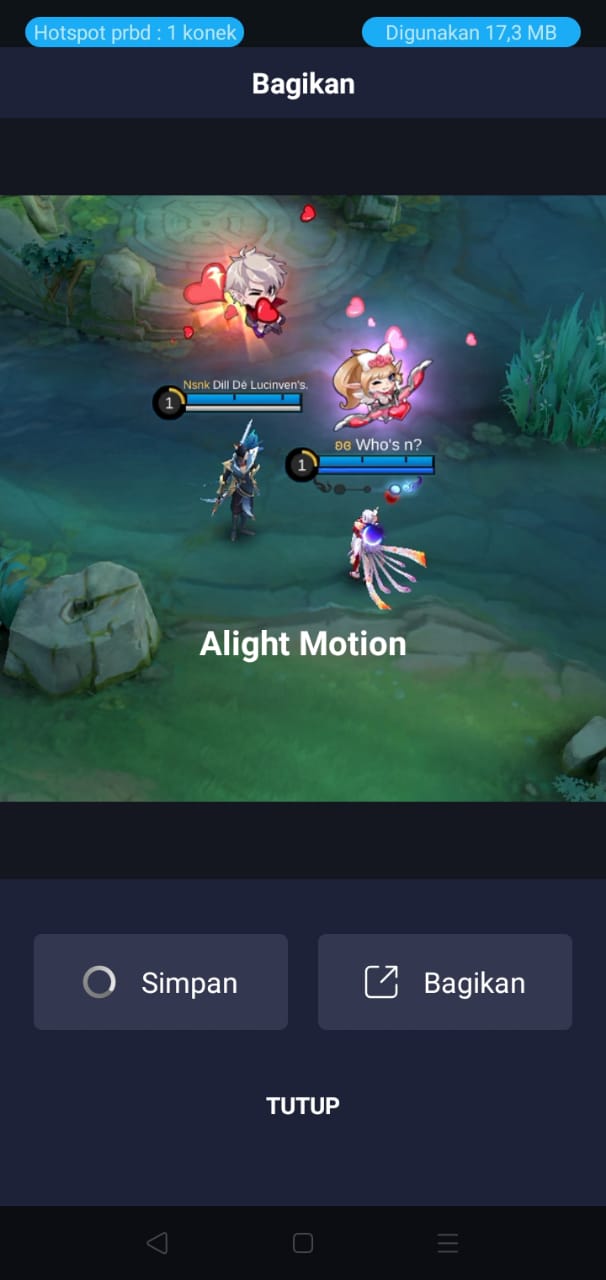 Hotspot prbd : 1 konek
Digunakan 17,3 MB
Bagikan
Nsnk Dill Dé Lucinven's.
1
ʚɞ Who's n?
1
Alight Motion
Simpan
Bagikan
TUTUP